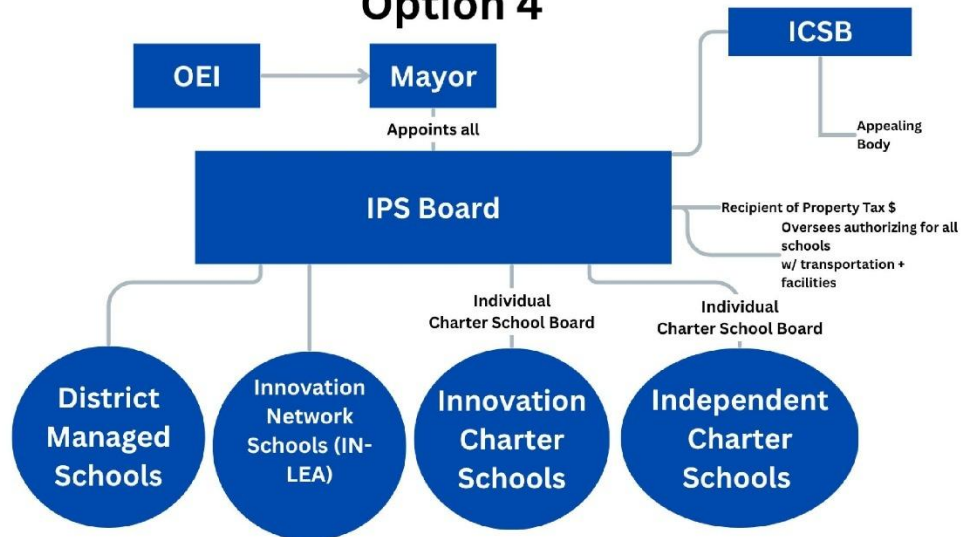 Option 4
OEI
Mayor
ICSB
Appeals all
Appealing
Body
IPS Board
Recipient of Property Tax $
Oversees authorizing for all
schools
w/ transportation +
facilities
Individual
Charter School Board
Individual
Charter School Board
District
Managed
Schools
Innovation
Network
Schools (IN-
LEA)
Innovation
Charter
Schools
Independent
Charter
Schools